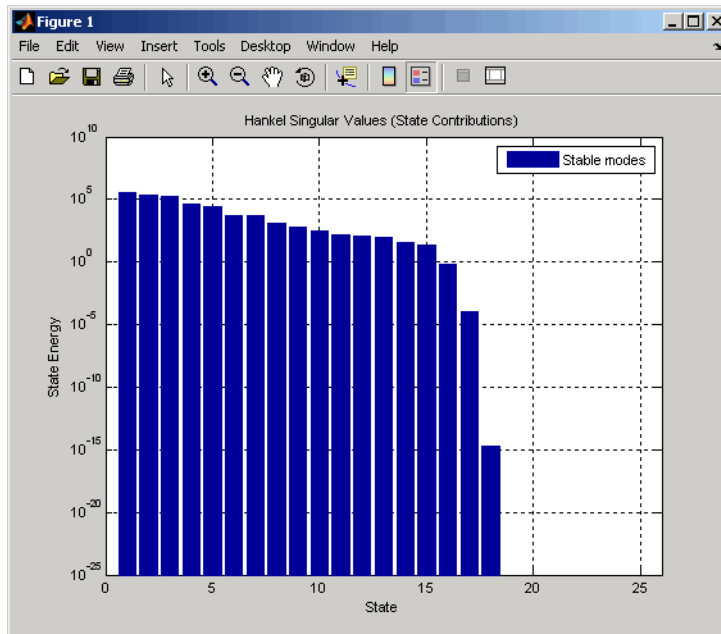 Figure 1
File Edit View Insert Tools Desktop Window Help
Hankel Singular Values (State Contributions)
Stable modes
10^10
10^5
10^0
10^-5
10^-10
10^-15
10^-20
10^-25
State Energy
0 5 10 15 20 25
State